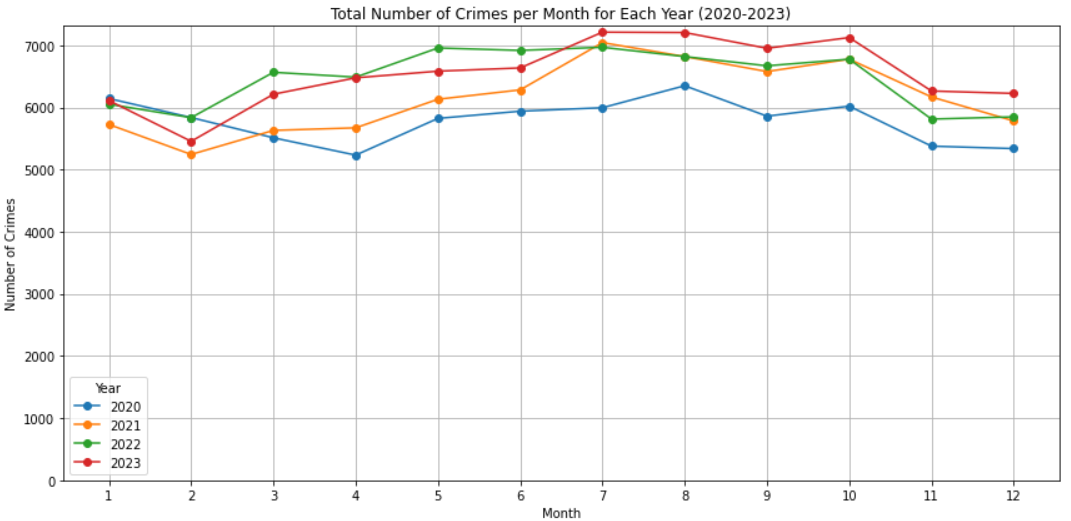 Total Number of Crimes per Month for Each Year (2020-2023)
7000
6000
5000
4000
3000
2000
1000
0
Number of Crimes
Year
2020
2021
2022
2023
1 2 3 4 5 6 7 8 9 10 11 12
Month